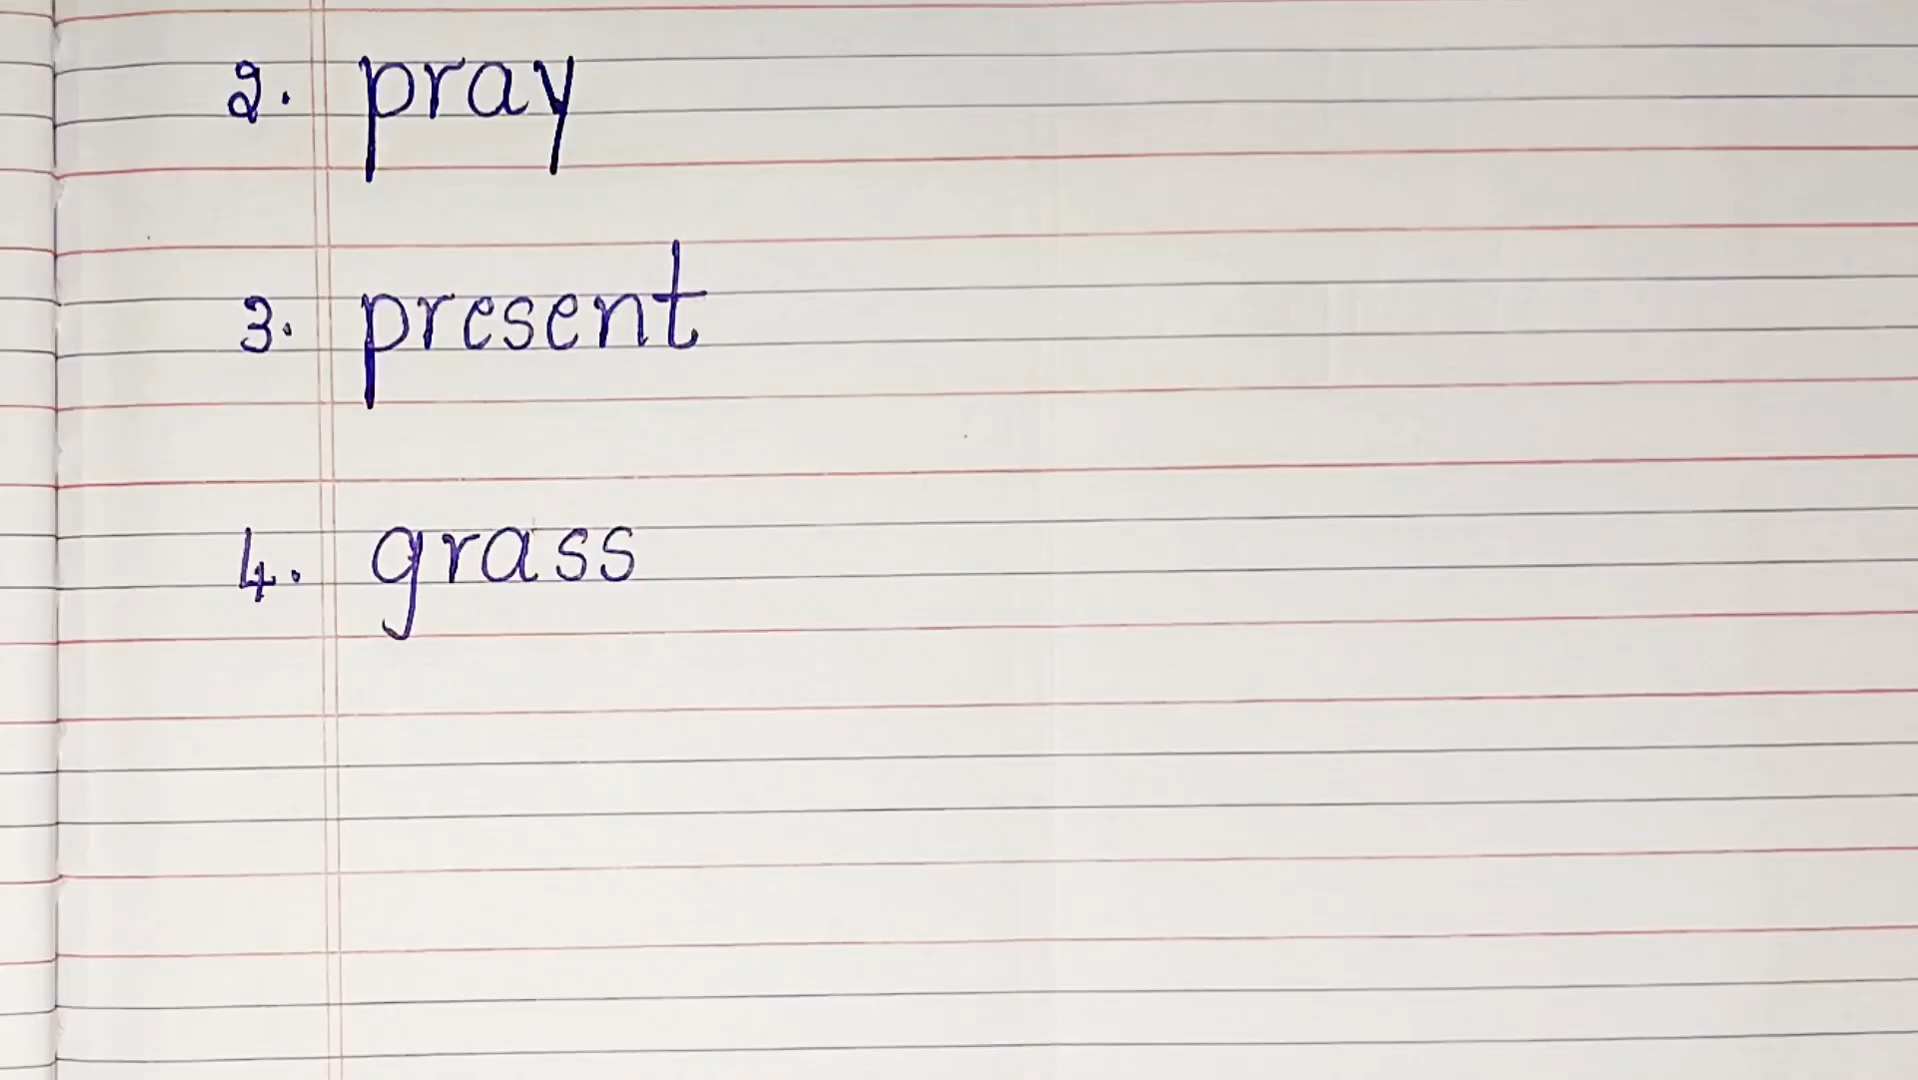 2. pray
3. present
4. grass